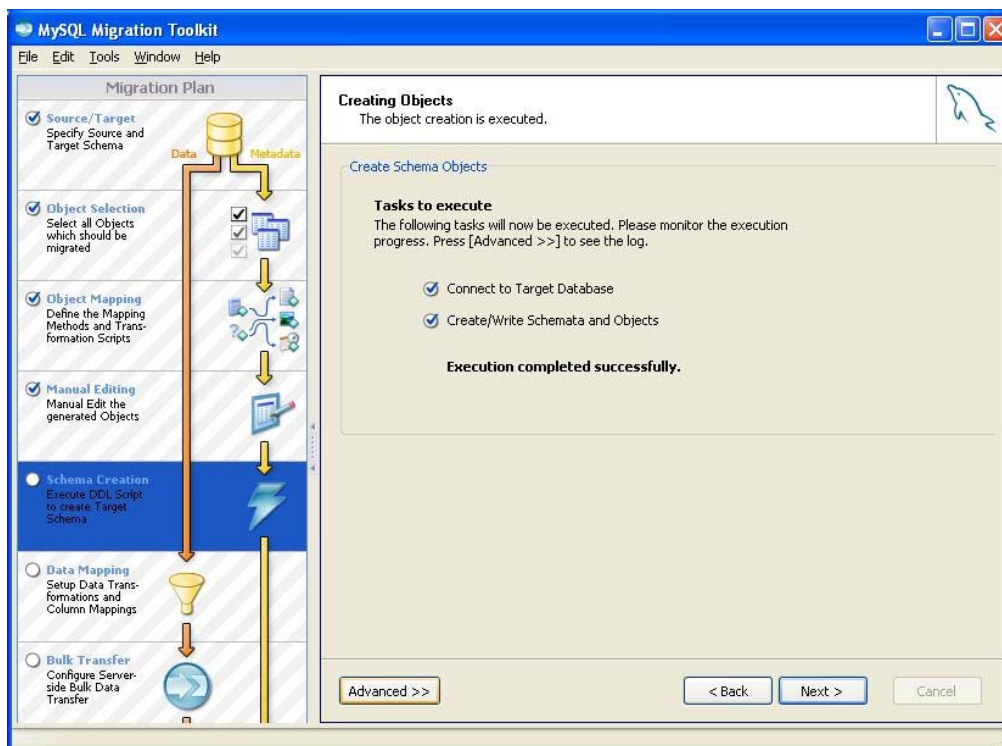 MySQL Migration Toolkit
File Edit Tools Window Help
Migration Plan
Source/Target
Specify Source and
Target Schema
Data
Metadata
Object Selection
Select all Objects
which should be
migrated
Object Mapping
Define the Mapping
Methods and Trans-
formation Scripts
Manual Editing
Manual Edit the
generated Objects
Schema Creation
Execute DDL Script
to create Target
Schema
Data Mapping
Setup Data Trans-
formations and
Column Mappings
Bulk Transfer
Configure Server-
side Bulk Data
Transfer
Creating Objects
The object creation is executed.
Create Schema Objects
Tasks to execute
The following tasks will now be executed. Please monitor the execution
progress. Press [Advanced >>] to see the log.
Connect to Target Database
Create/Write Schemata and Objects
Execution completed successfully.
Advanced >>
< Back
Next >
Cancel